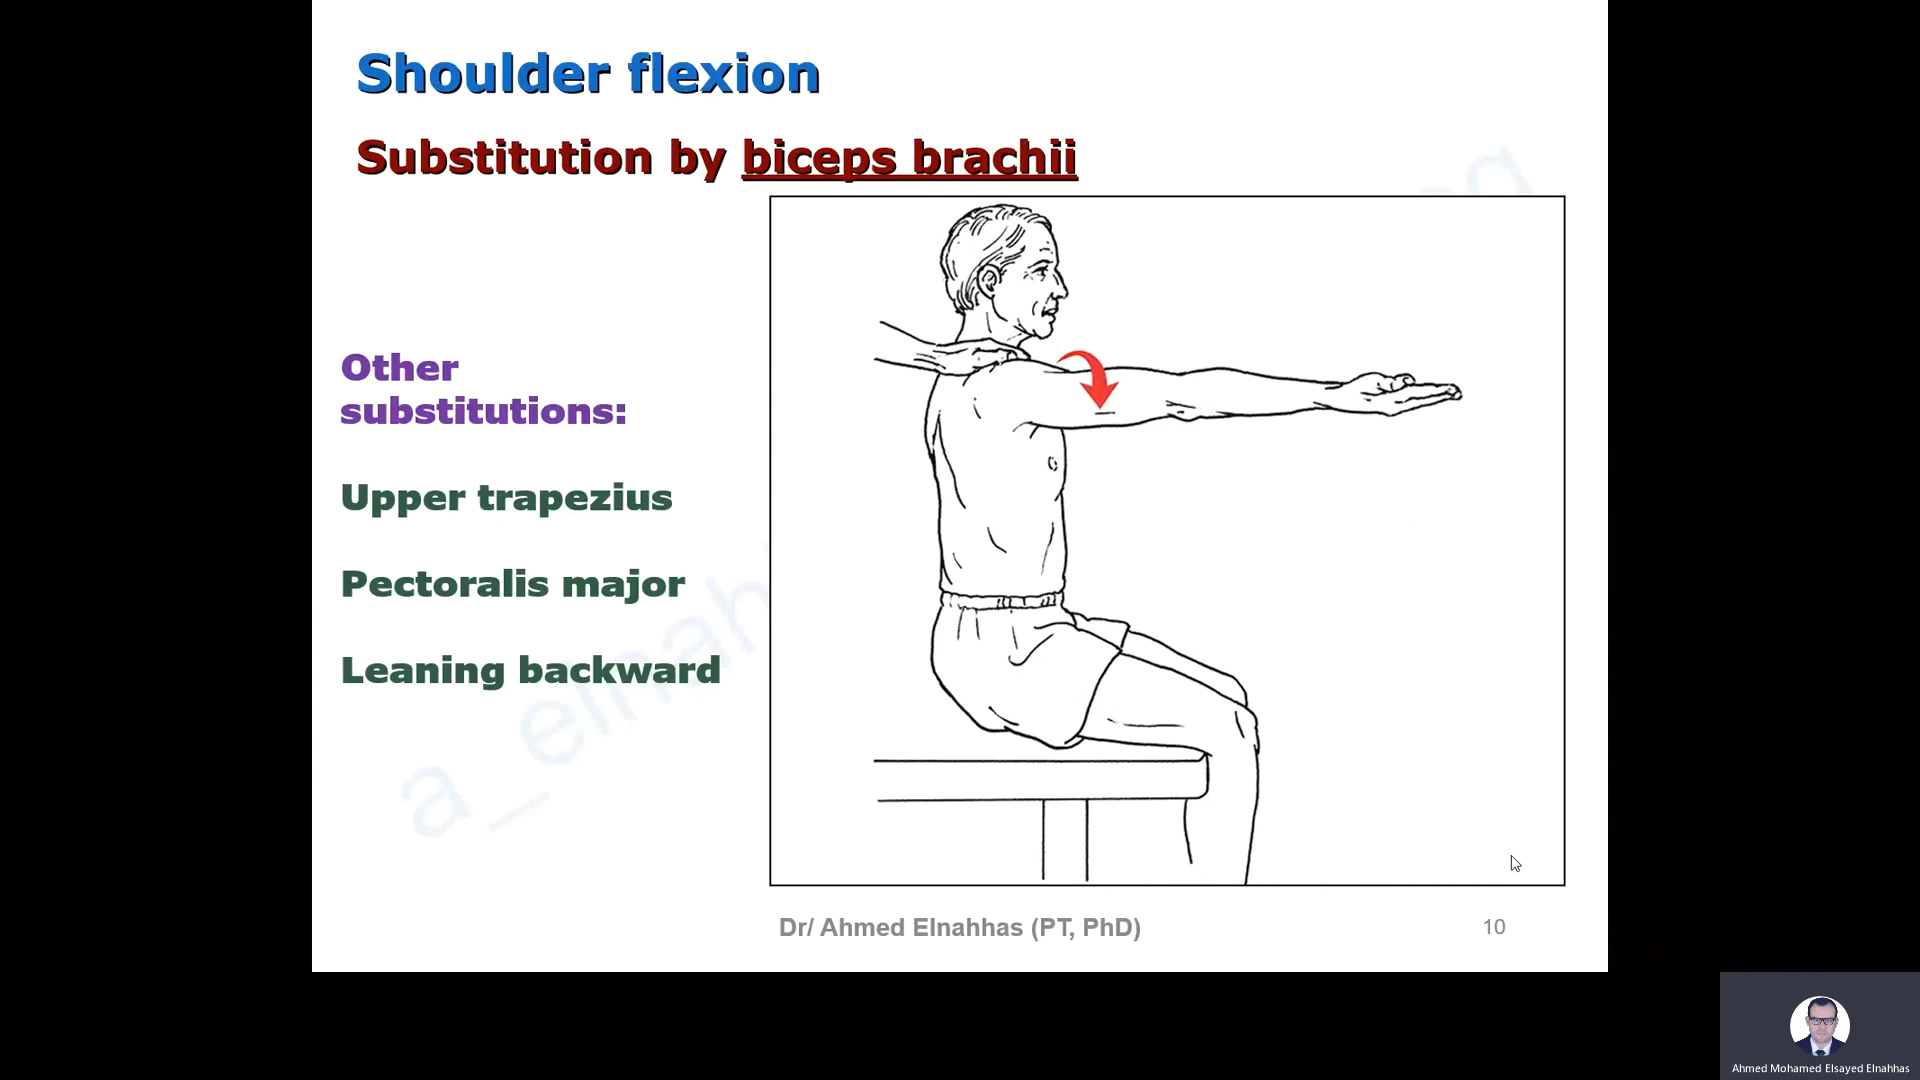 Shoulder flexion
Substitution by biceps brachii
Other
substitutions:
Upper trapezius
Pectoralis major
Leaning backward
a_elnah
Dr/ Ahmed Elnahhas (PT, PhD)
10
Ahmed Mohamed Elsayed Elnahhas